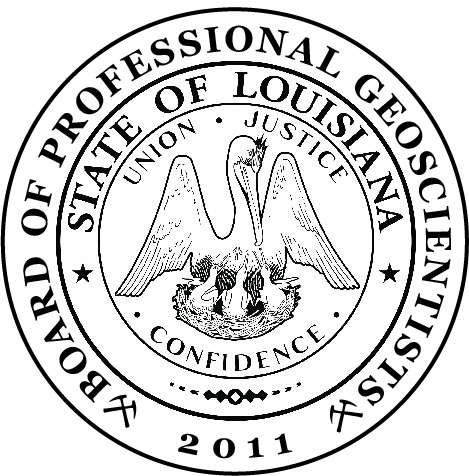 BOARD OF PROFESSIONAL GEOSCIENTISTS
STATE OF LOUISIANA
UNION · JUSTICE
· CONFIDENCE ·
2011